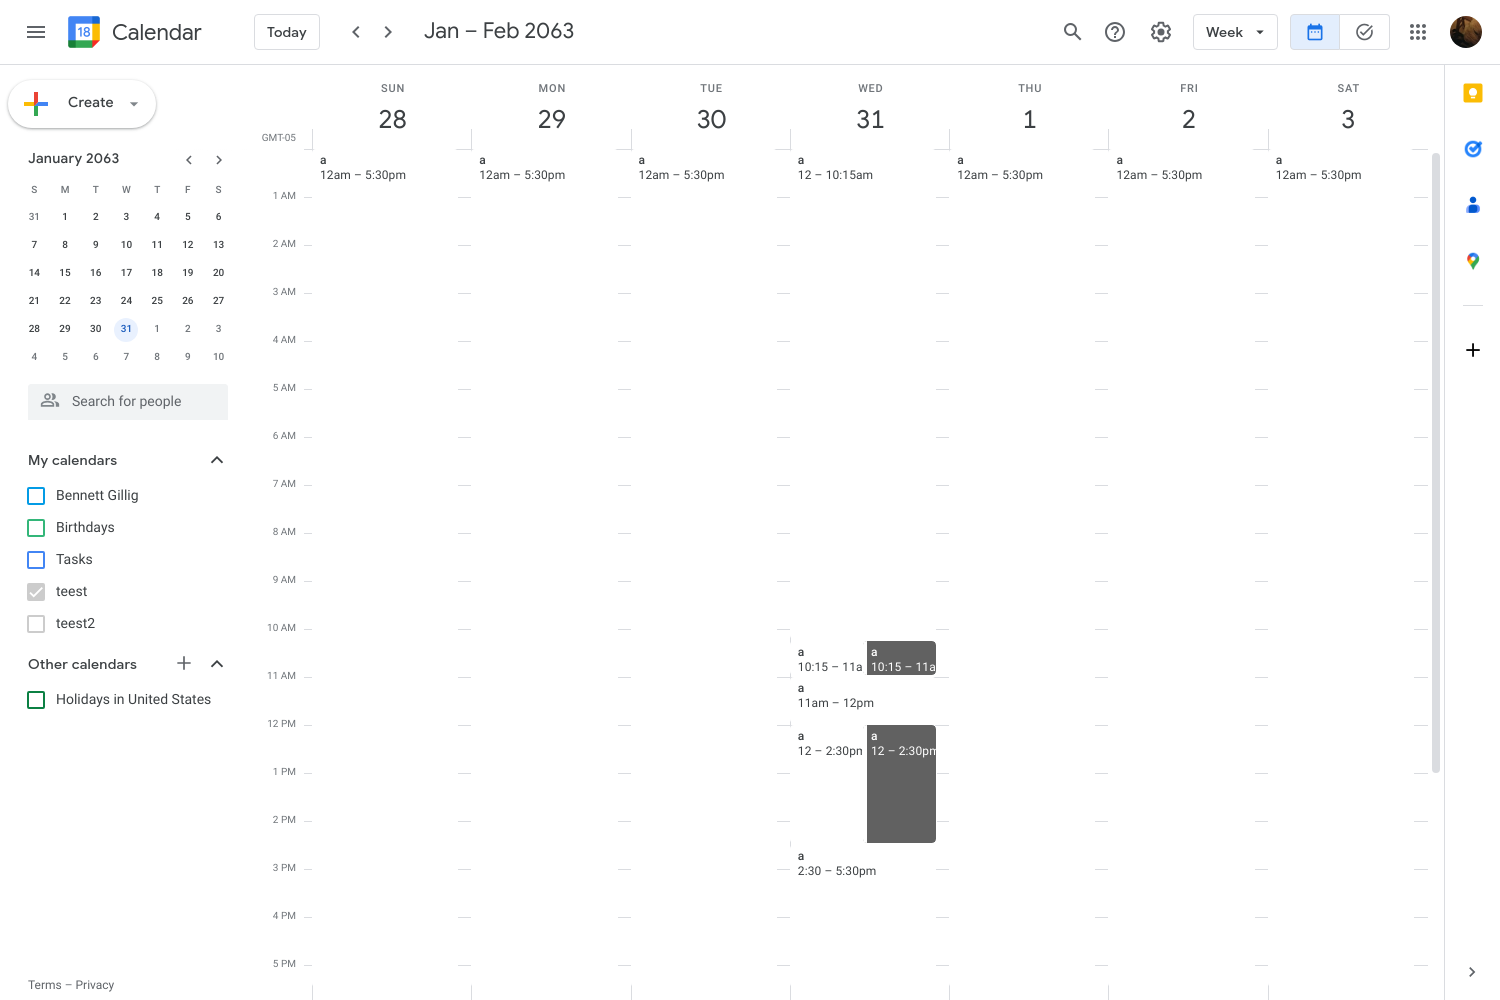 18 Calendar
Today
Jan – Feb 2063
Week
Create
January 2063
S M T W T F S
31 1 2 3 4 5 6
7 8 9 10 11 12 13
14 15 16 17 18 19 20
21 22 23 24 25 26 27
28 29 30 31 1 2 3
4 5 6 7 8 9 10
Search for people
My calendars
Bennett Gillig
Birthdays
Tasks
teest
teest2
Other calendars
Holidays in United States
Terms – Privacy
SUN MON TUE WED THU FRI SAT
28 29 30 31 1 2 3
GMT-05
a a a a a a a
12am – 5:30pm 12am – 5:30pm 12am – 5:30pm 12 – 10:15am 12am – 5:30pm 12am – 5:30pm 12am – 5:30pm
1 AM
2 AM
3 AM
4 AM
5 AM
6 AM
7 AM
8 AM
9 AM
10 AM
a a
10:15 – 11a 10:15 – 11a
11 AM
a
11am – 12pm
12 PM
a a
12 – 2:30pm 12 – 2:30pm
1 PM
2 PM
a
2:30 – 5:30pm
3 PM
4 PM
5 PM